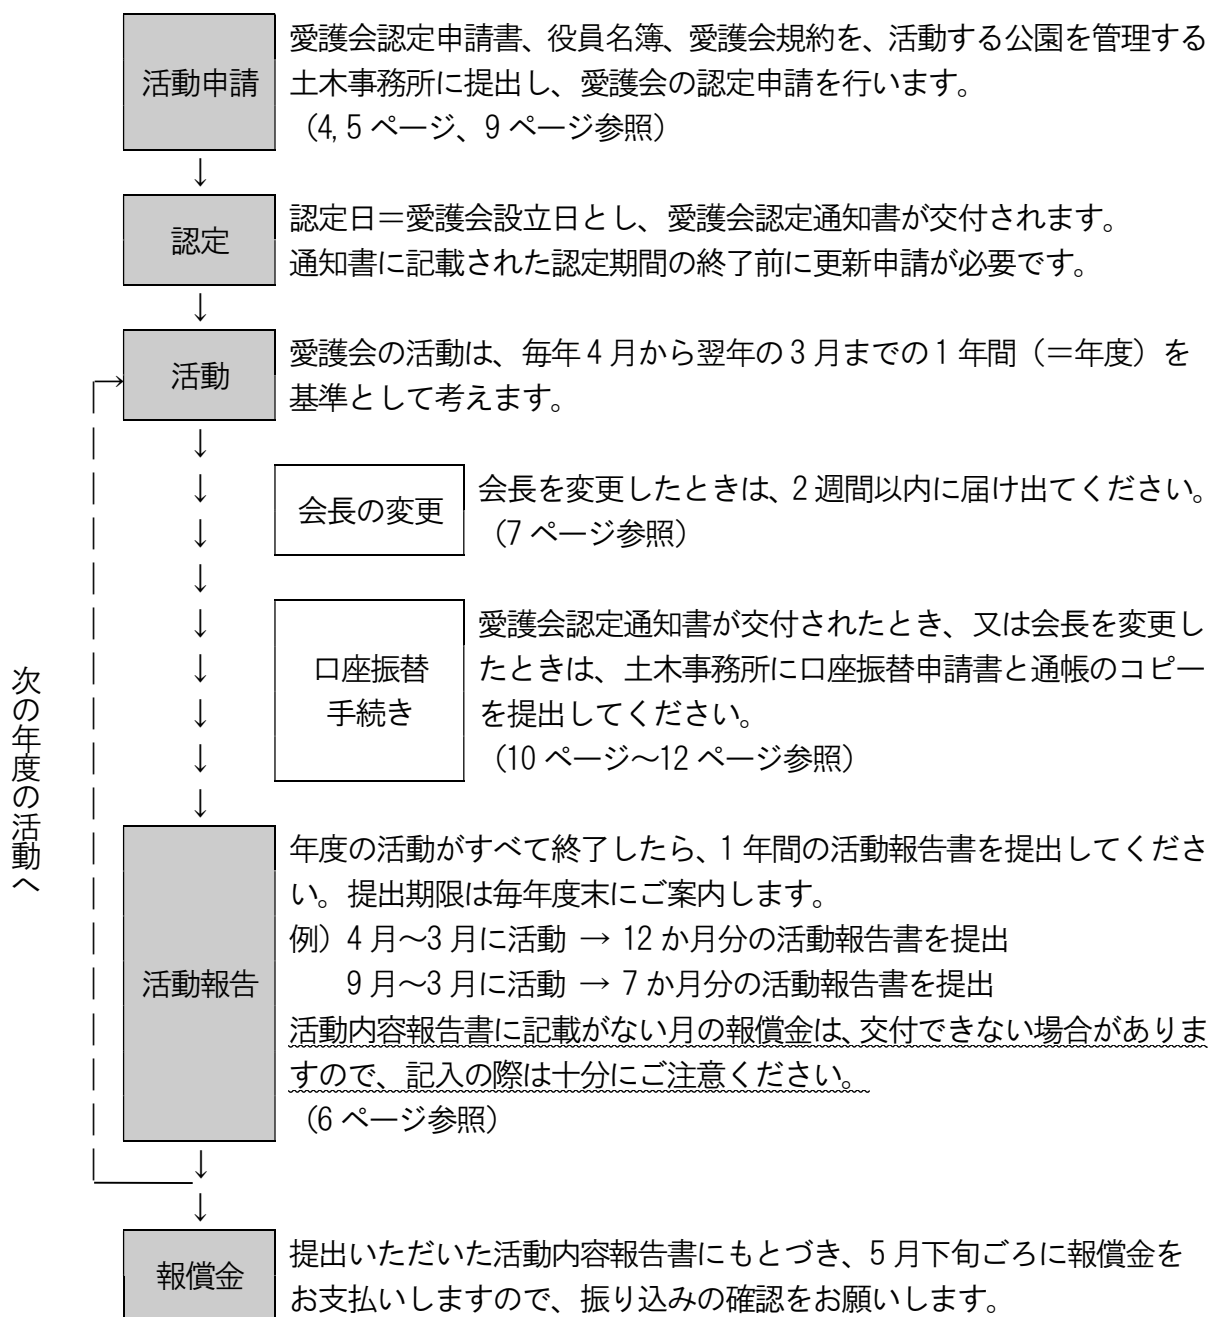 活動申請
愛護会認定申請書、役員名簿、愛護会規約を、活動する公園を管理する
土木事務所に提出し、愛護会の認定申請を行います。
（4,5ページ、9ページ参照）
↓
認定
認定日＝愛護会設立日とし、愛護会認定通知書が交付されます。
通知書に記載された認定期間の終了前に更新申請が必要です。
↓
活動
愛護会の活動は、毎年4月から翌年の3月までの1年間（＝年度）を
基準として考えます。
↓
↓
↓
↓
↓
↓
↓
↓
↓
会長の変更
会長を変更したときは、2週間以内に届け出てください。
（7ページ参照）
口座振替
手続き
愛護会認定通知書が交付されたとき、又は会長を変更し
たときは、土木事務所に口座振替申請書と通帳のコピー
を提出してください。
（10ページ～12ページ参照）
次の年度の活動へ
活動報告
年度の活動がすべて終了したら、1年間の活動報告書を提出してくださ
い。提出期限は毎年度末にご案内します。
例）4月～3月に活動 → 12か月分の活動報告書を提出
9月～3月に活動 → 7か月分の活動報告書を提出
活動内容報告書に記載がない月の報償金は、交付できない場合がありま
すので、記入の際は十分にご注意ください。
（6ページ参照）
↓
↓
報償金
提出いただいた活動内容報告書にもとづき、5月下旬ごろに報償金を
お支払いしますので、振り込みの確認をお願いします。